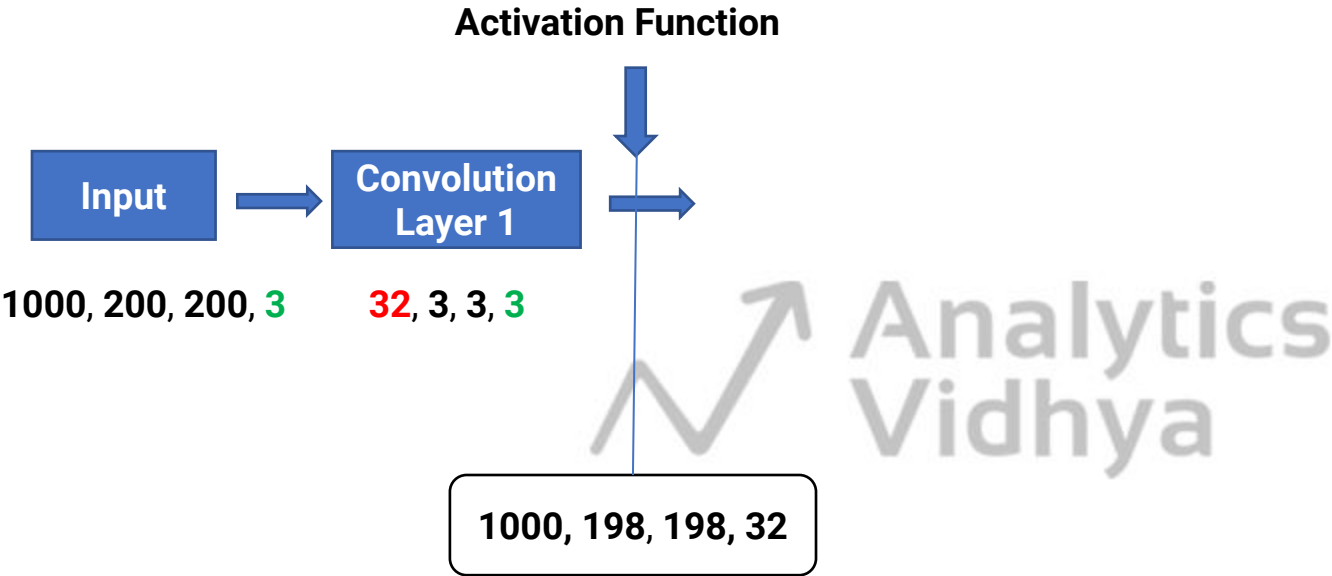 Activation Function
Input
Convolution
Layer 1
1000, 200, 200, 3
32, 3, 3, 3
Analytics
Vidhya
1000, 198, 198, 32